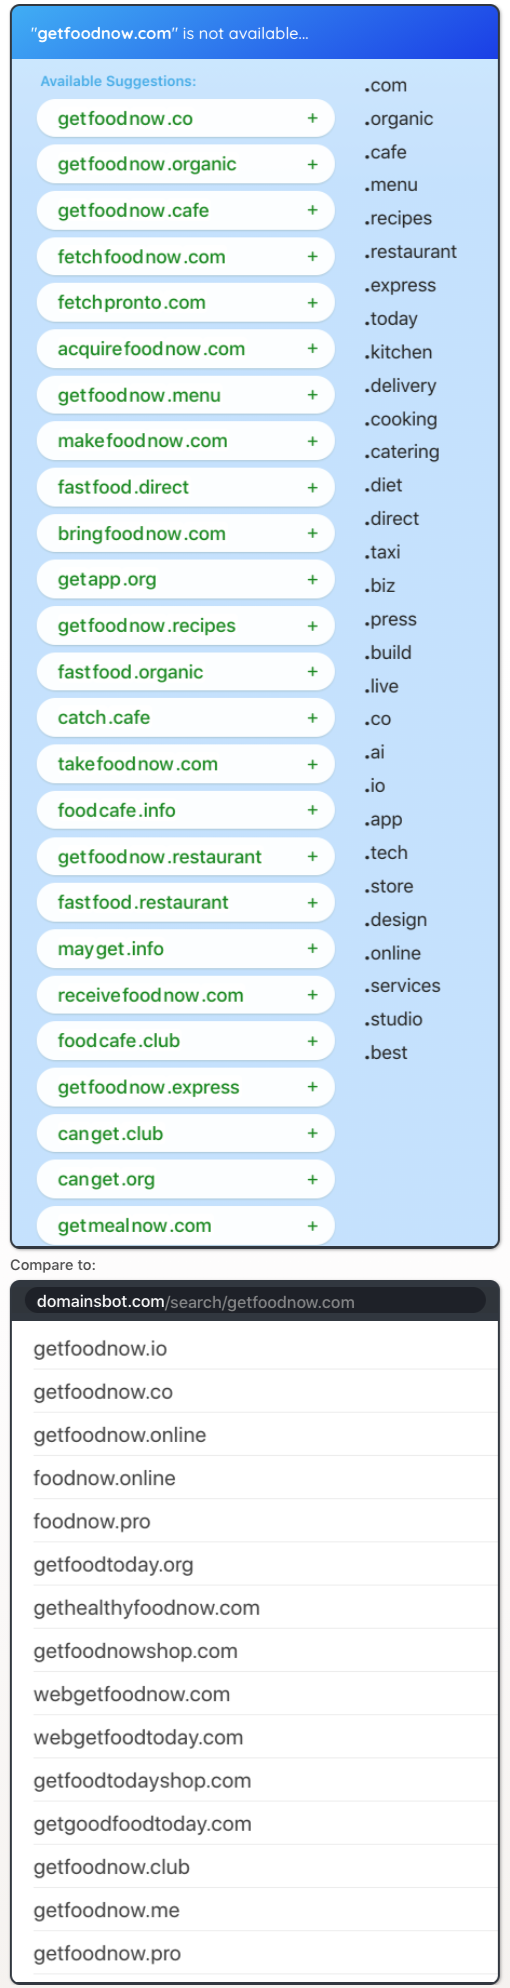 "getfoodnow.com" is not available...
Available Suggestions:
getfoodnow.co +
getfoodnow.organic +
getfoodnow.cafe +
fetchfoodnow.com +
fetchpronto.com +
acquirefoodnow.com +
getfoodnow.menu +
makefoodnow.com +
fastfood.direct +
bringfoodnow.com +
getapp.org +
getfoodnow.recipes +
fastfood.organic +
catch.cafe +
takefoodnow.com +
foodcafe.info +
getfoodnow.restaurant +
fastfood.restaurant +
mayget.info +
receivefoodnow.com +
foodcafe.club +
getfoodnow.express +
canget.club +
canget.org +
getmealnow.com +
.com
.organic
.cafe
.menu
.recipes
.restaurant
.express
.today
.kitchen
.delivery
.cooking
.catering
.diet
.direct
.taxi
.biz
.press
.build
.live
.co
.ai
.io
.app
.tech
.store
.design
.online
.services
.studio
.best
Compare to:
domainsbot.com/search/getfoodnow.com
getfoodnow.io
getfoodnow.co
getfoodnow.online
foodnow.online
foodnow.pro
getfoodtoday.org
gethealthyfoodnow.com
getfoodnowshop.com
webgetfoodnow.com
webgetfoodtoday.com
getfoodtodayshop.com
getgoodfoodtoday.com
getfoodnow.club
getfoodnow.me
getfoodnow.pro